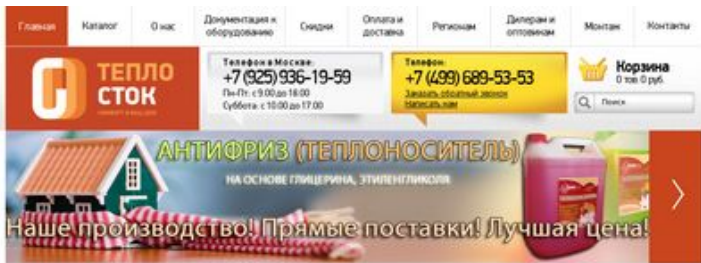 Главная
Каталог
О нас
Документация к
оборудованию
Скидки
Оплата и
доставка
Регионам
Дилерам и
оптовикам
Монтаж
Контакты
ТЕПЛО
СТОК
Телефон в Москве:
+7 (925) 936-19-59
Пн-Пт: с 9.00 до 18:00
Суббота: с 10:00 до 17:00
Телефон:
+7 (499) 689-53-53
Заказать обратный звонок
Написать нам
Корзина
0 тов. 0 руб.
Поиск
АНТИФРИЗ (ТЕПЛОНОСИТЕЛЬ)
НА ОСНОВЕ ГЛИЦЕРИНА, ЭТИЛЕНГЛИКОЛЯ
Наше производство! Прямые поставки! Лучшая цена!